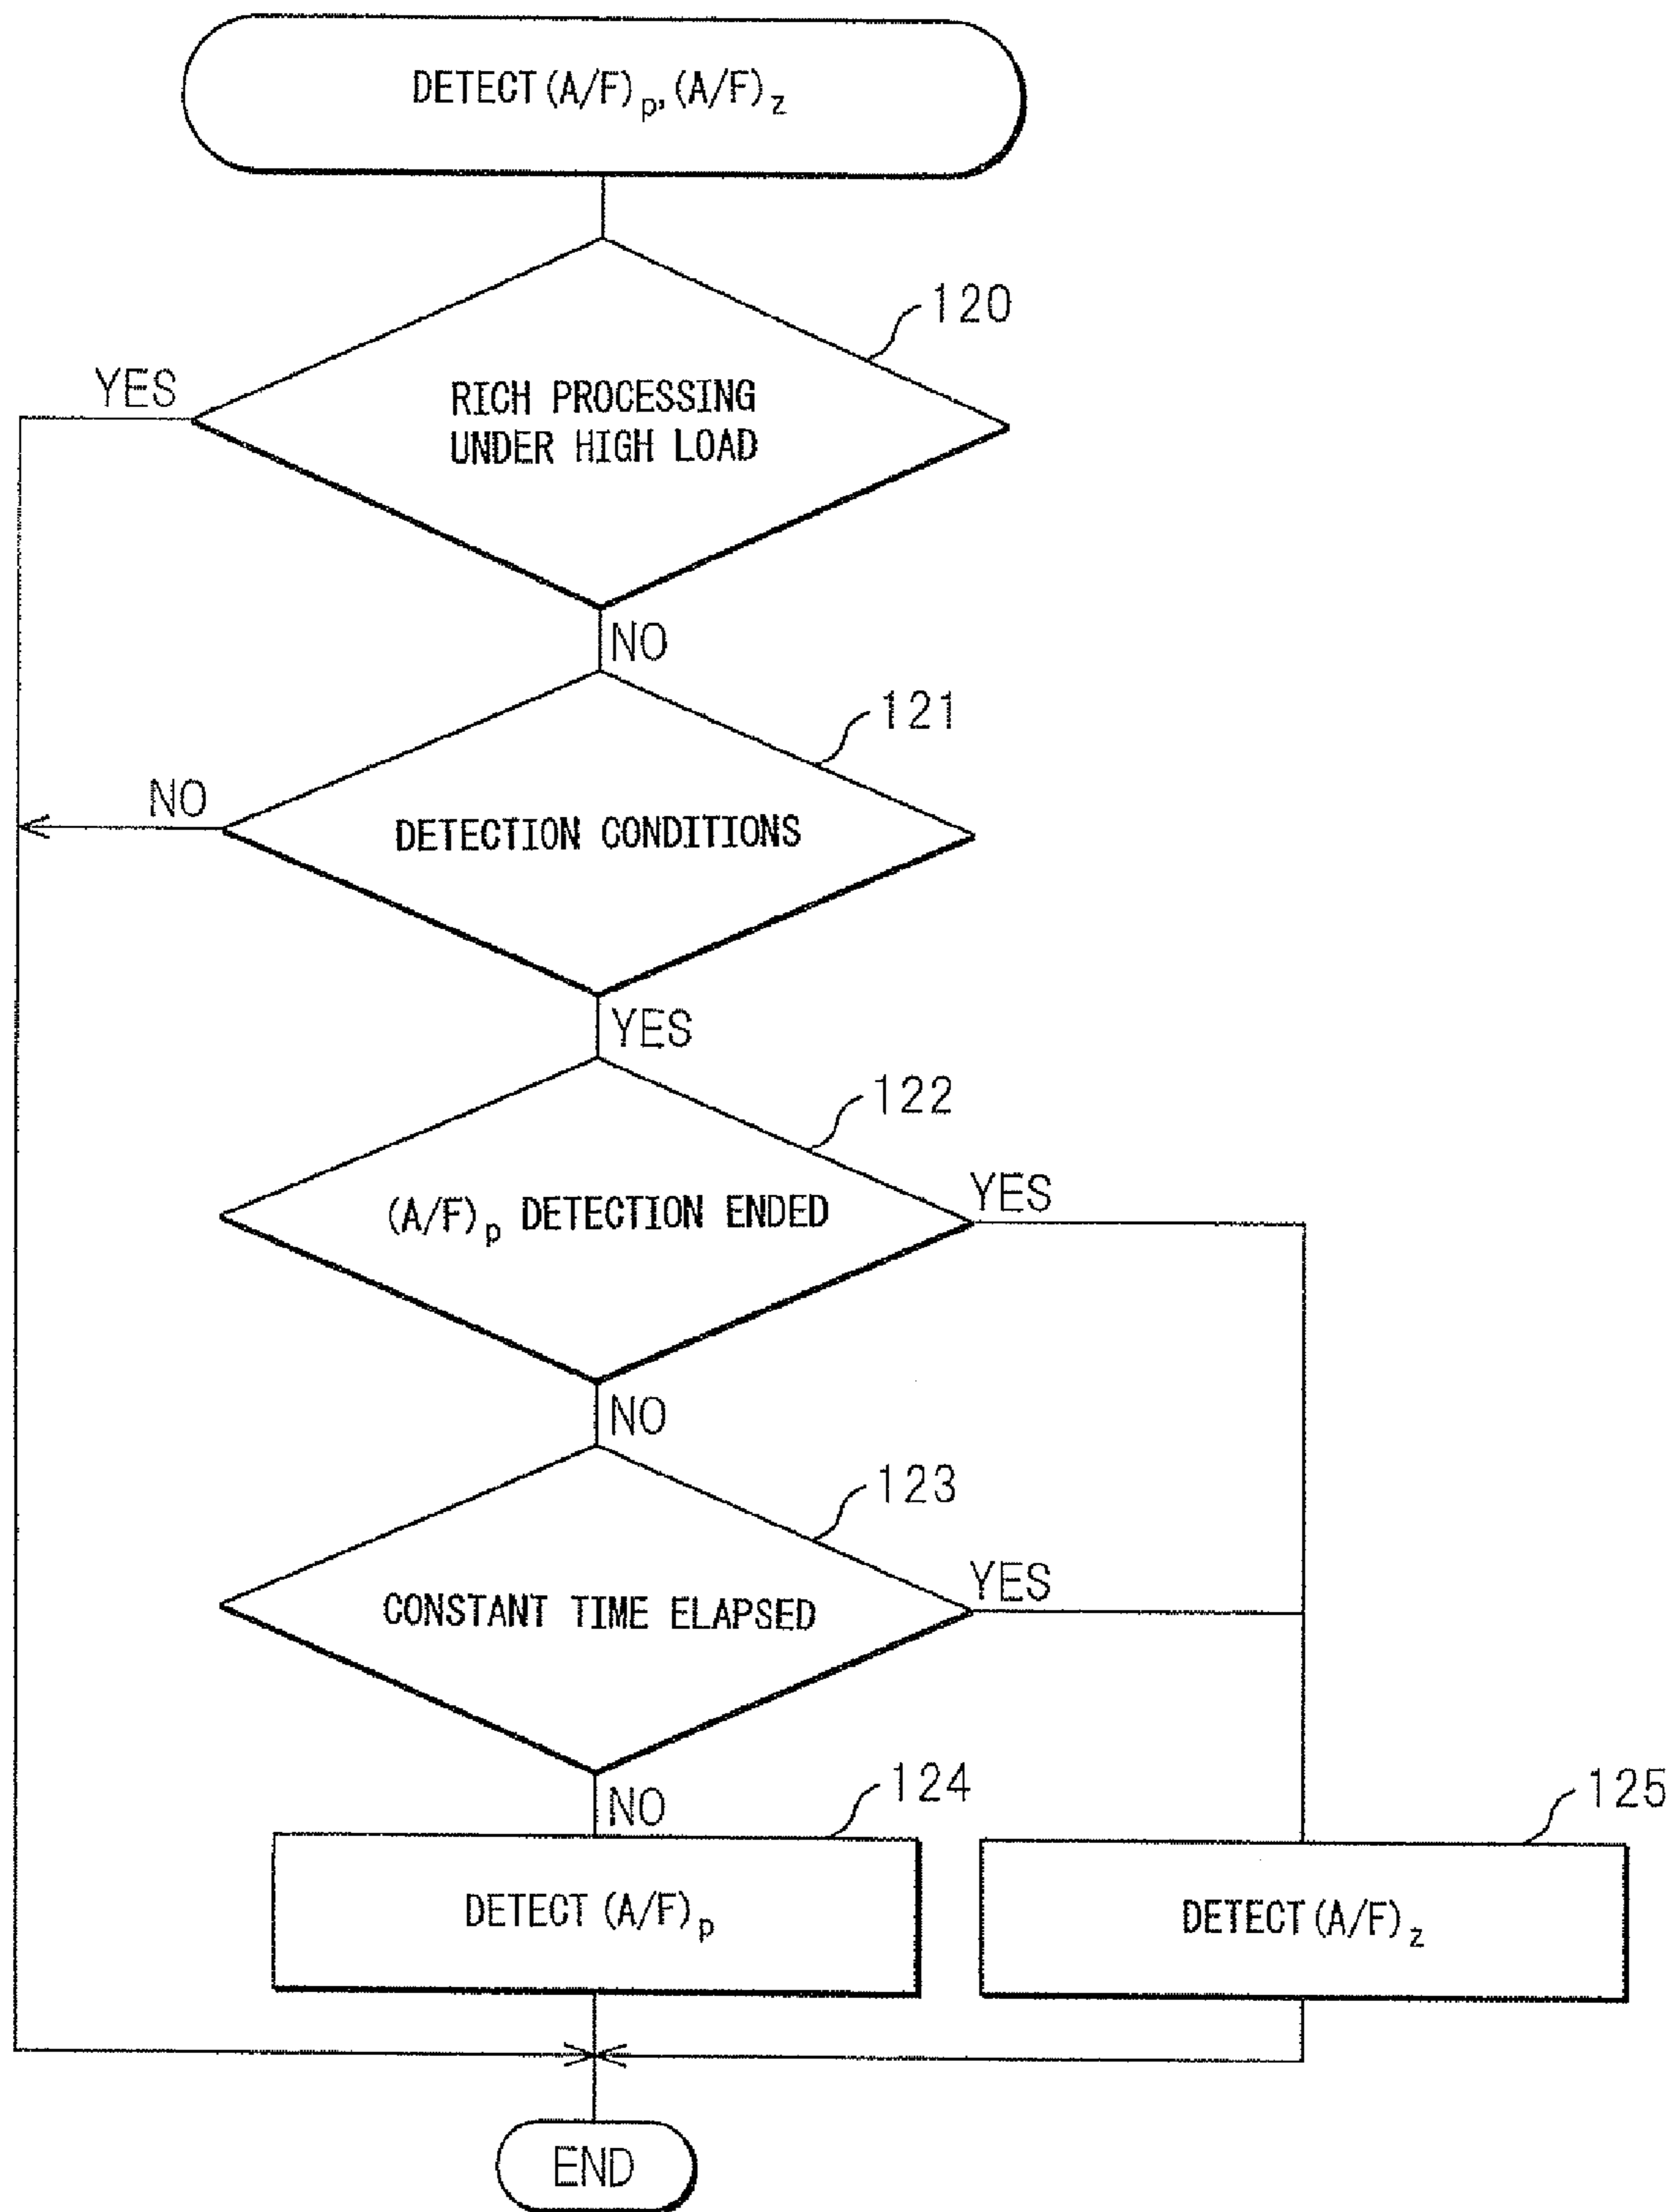 DETECT (A/F)p, (A/F)z
120
YES
RICH PROCESSING
UNDER HIGH LOAD
NO
121
NO
DETECTION CONDITIONS
YES
122
YES
(A/F)p DETECTION ENDED
NO
123
YES
CONSTANT TIME ELAPSED
NO
124
125
DETECT (A/F)p
DETECT (A/F)z
END